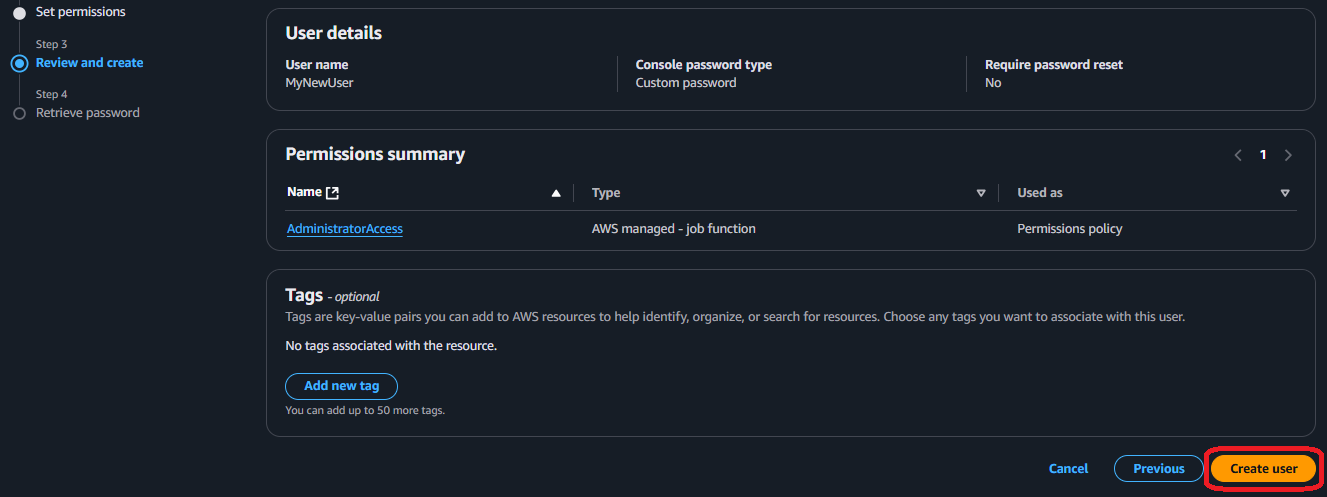 Set permissions
Step 3
Review and create
Step 4
Retrieve password
User details
User name
MyNewUser
Console password type
Custom password
Require password reset
No
Permissions summary
1
Name
Type
Used as
AdministratorAccess
AWS managed - job function
Permissions policy
Tags - optional
Tags are key-value pairs you can add to AWS resources to help identify, organize, or search for resources. Choose any tags you want to associate with this user.
No tags associated with the resource.
Add new tag
You can add up to 50 more tags.
Cancel
Previous
Create user